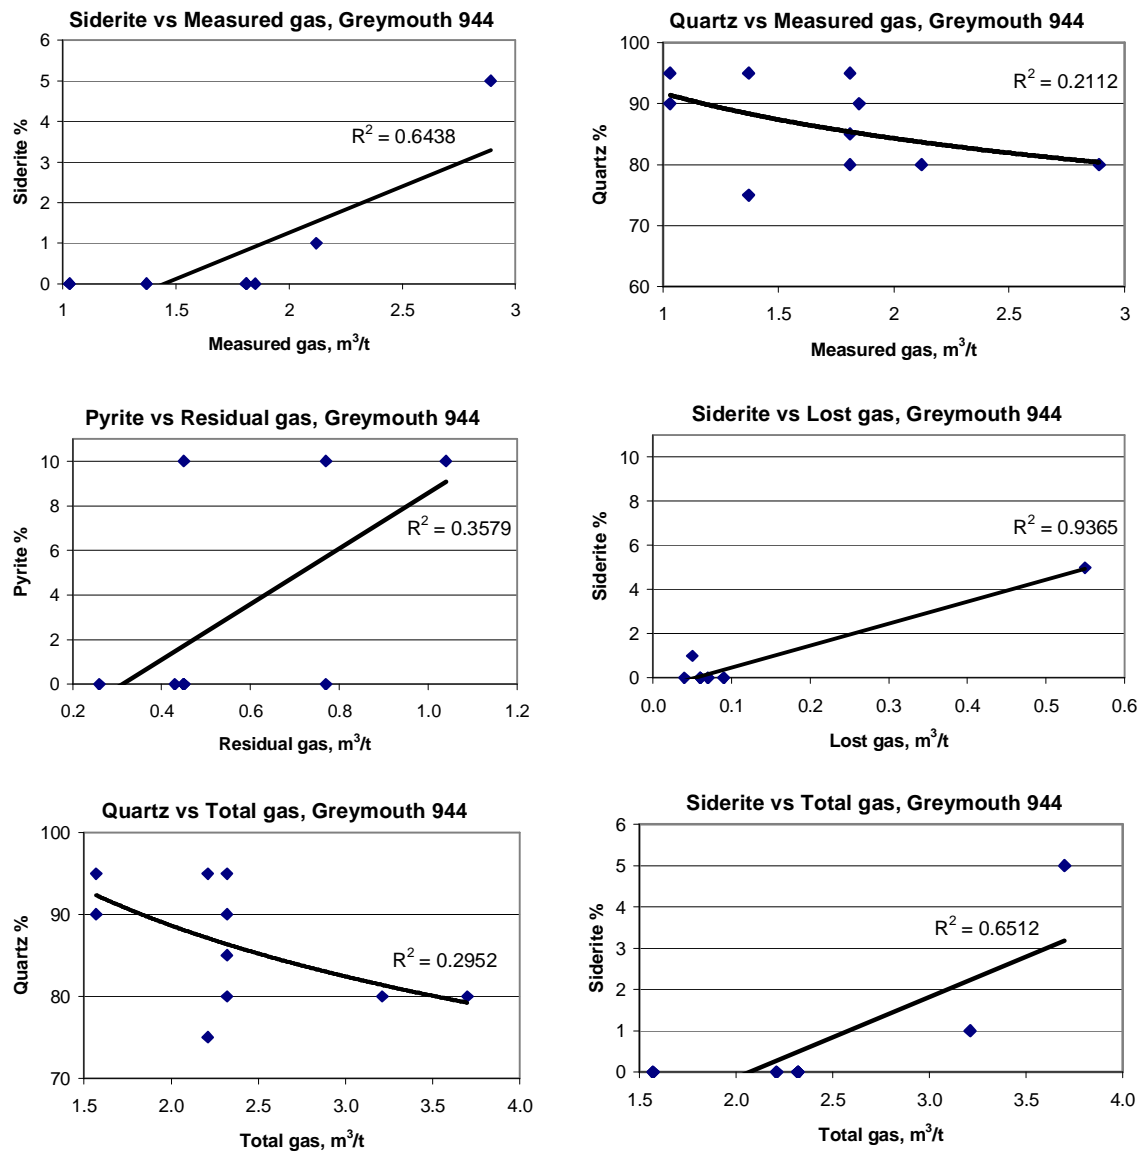 Siderite vs Measured gas, Greymouth 944
6
5
4
3
2
1
0
Siderite %
R² = 0.6438
1 1.5 2 2.5 3
Measured gas, m³/t
Quartz vs Measured gas, Greymouth 944
100
90
80
70
60
Quartz %
R² = 0.2112
1 1.5 2 2.5 3
Measured gas, m³/t
Pyrite vs Residual gas, Greymouth 944
10
8
6
4
2
0
Pyrite %
R² = 0.3579
0.2 0.4 0.6 0.8 1.0 1.2
Residual gas, m³/t
Siderite vs Lost gas, Greymouth 944
10
8
6
4
2
0
Siderite %
R² = 0.9365
0.0 0.1 0.2 0.3 0.4 0.5 0.6
Lost gas, m³/t
Quartz vs Total gas, Greymouth 944
100
90
80
70
Quartz %
R² = 0.2952
1.5 2.0 2.5 3.0 3.5 4.0
Total gas, m³/t
Siderite vs Total gas, Greymouth 944
6
5
4
3
2
1
0
Siderite %
R² = 0.6512
1.5 2.0 2.5 3.0 3.5 4.0
Total gas, m³/t